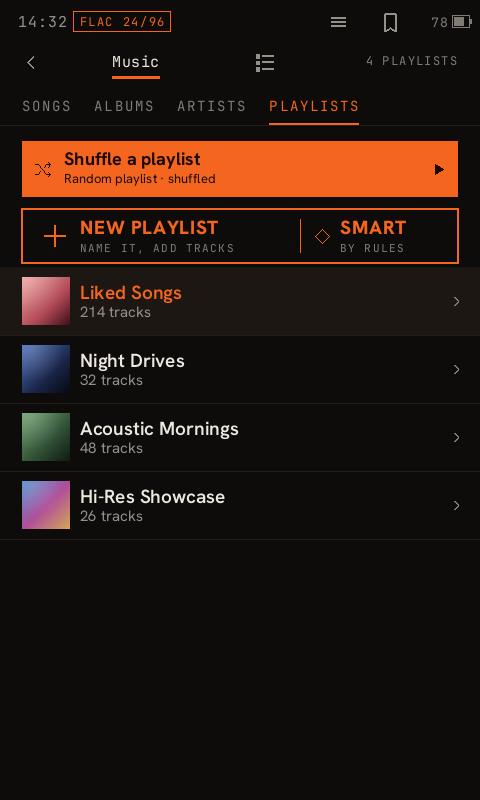 14:32 FLAC 24/96 78
Music 4 PLAYLISTS
SONGS ALBUMS ARTISTS PLAYLISTS
Shuffle a playlist
Random playlist · shuffled
NEW PLAYLIST SMART
NAME IT, ADD TRACKS BY RULES
Liked Songs
214 tracks
Night Drives
32 tracks
Acoustic Mornings
48 tracks
Hi-Res Showcase
26 tracks